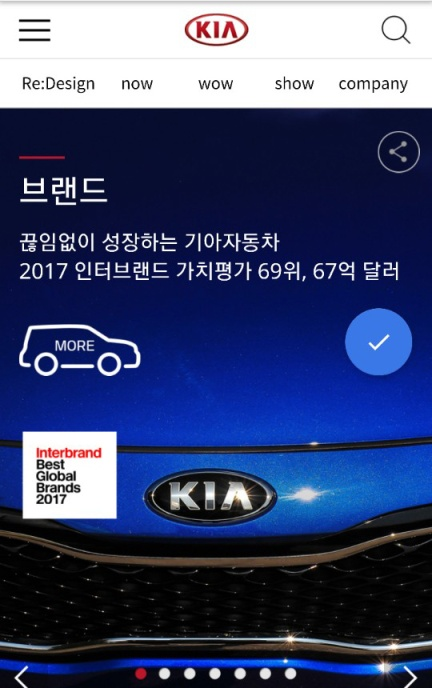 KIA
Re:Design now wow show company
브랜드
끊임없이 성장하는 기아자동차
2017 인터브랜드 가치평가 69위, 67억 달러
MORE
Interbrand
Best
Global
Brands
2017
KIA